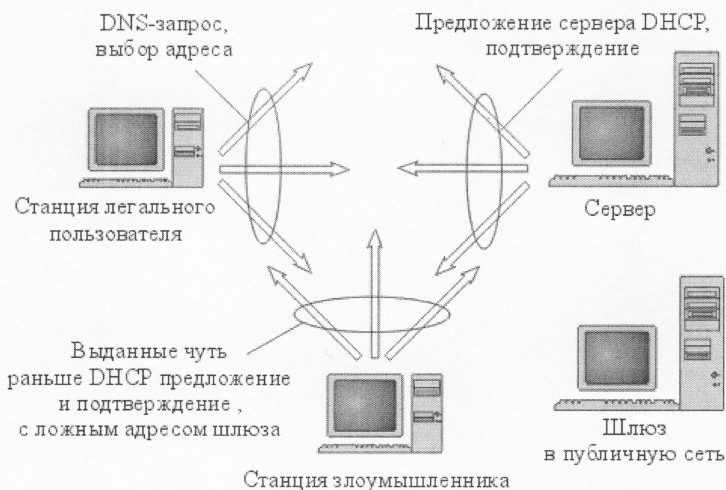 DNS-запрос,
выбор адреса
Предложение сервера DHCP,
подтверждение
Станция легального
пользователя
Сервер
Выданные чуть
раньше DHCP предложение
и подтверждение ,
с ложным адресом шлюза
Шлюз
в публичную сеть
Станция злоумышленника